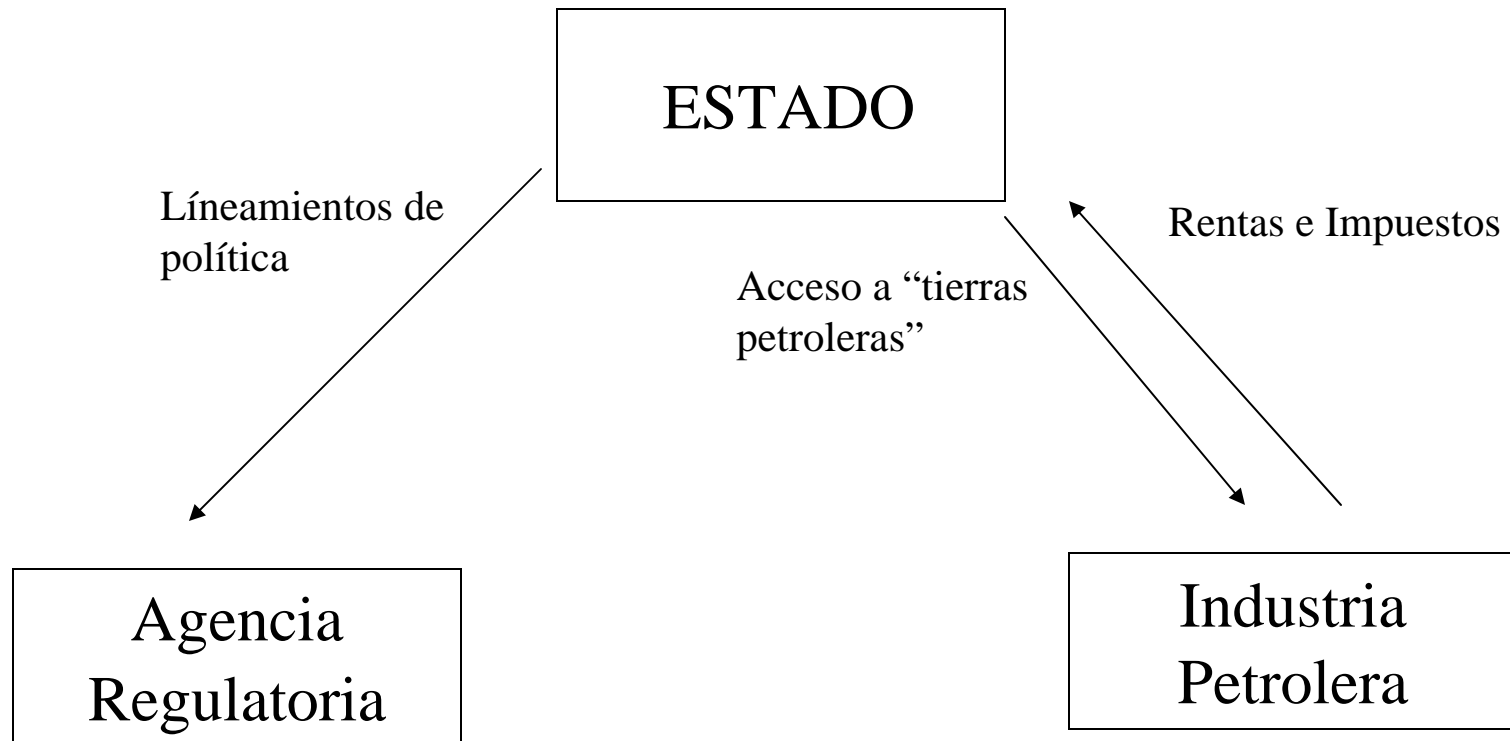 ESTADO
Líneamientos de
política
Rentas e Impuestos
Acceso a “tierras
petroleras”
Agencia
Regulatoria
Industria
Petrolera